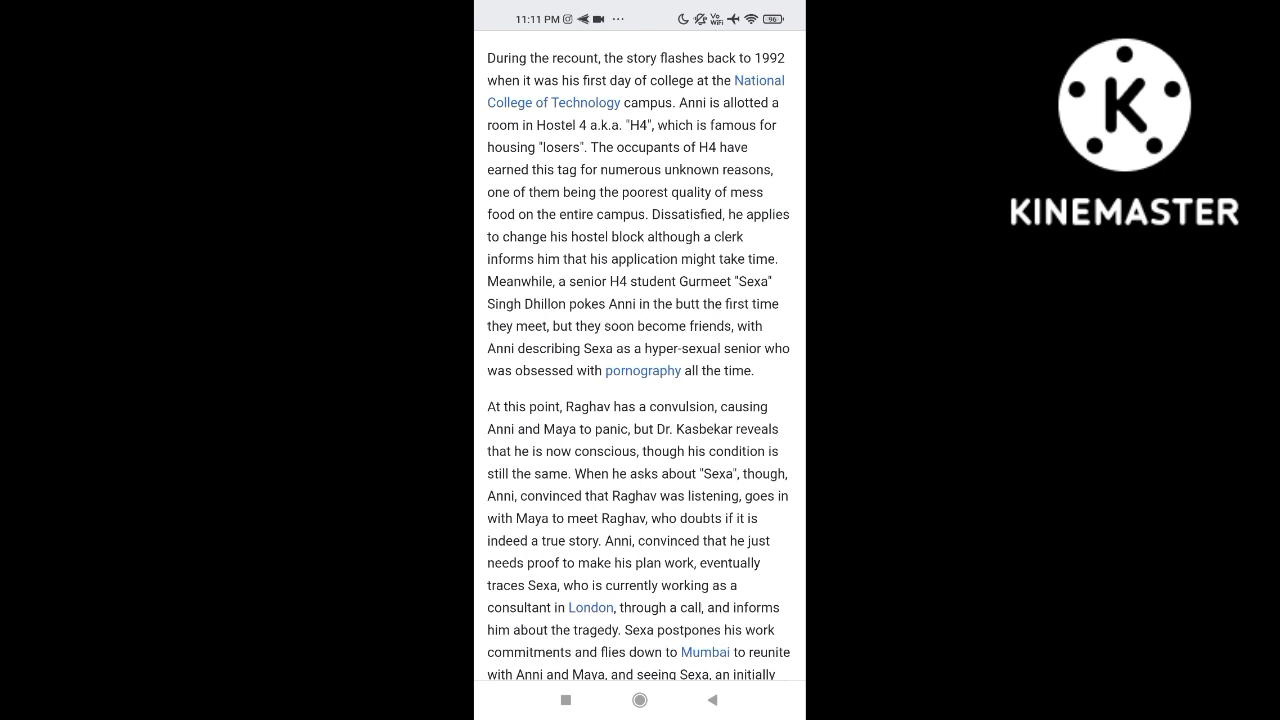 11:11 PM
Vo
WiFi
96
During the recount, the story flashes back to 1992
when it was his first day of college at the National
College of Technology campus. Anni is allotted a
room in Hostel 4 a.k.a. "H4", which is famous for
housing "losers". The occupants of H4 have
earned this tag for numerous unknown reasons,
one of them being the poorest quality of mess
food on the entire campus. Dissatisfied, he applies
to change his hostel block although a clerk
informs him that his application might take time.
Meanwhile, a senior H4 student Gurmeet "Sexa"
Singh Dhillon pokes Anni in the butt the first time
they meet, but they soon become friends, with
Anni describing Sexa as a hyper-sexual senior who
was obsessed with pornography all the time.
At this point, Raghav has a convulsion, causing
Anni and Maya to panic, but Dr. Kasbekar reveals
that he is now conscious, though his condition is
still the same. When he asks about "Sexa", though,
Anni, convinced that Raghav was listening, goes in
with Maya to meet Raghav, who doubts if it is
indeed a true story. Anni, convinced that he just
needs proof to make his plan work, eventually
traces Sexa, who is currently working as a
consultant in London, through a call, and informs
him about the tragedy. Sexa postpones his work
commitments and flies down to Mumbai to reunite
with Anni and Maya, and seeing Sexa, an initially
K
KINEMASTER